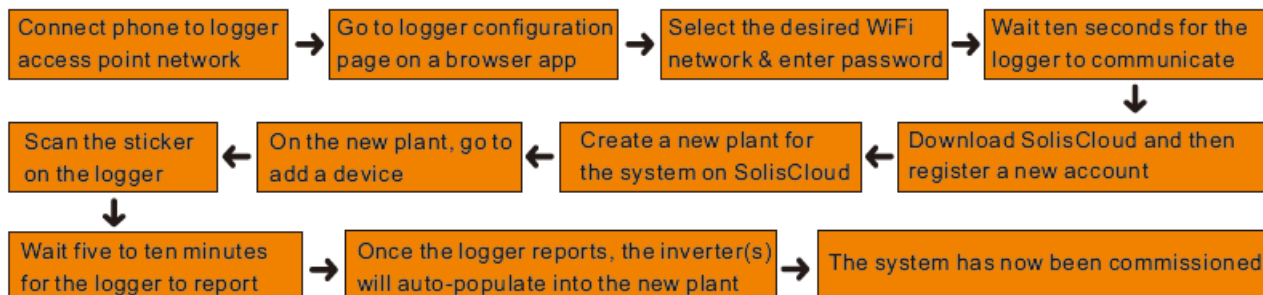 Connect phone to logger
access point network
Go to logger configuration
page on a browser app
Select the desired WiFi
network & enter password
Wait ten seconds for the
logger to communicate
Download SolisCloud and then
register a new account
Create a new plant for
the system on SolisCloud
On the new plant, go to
add a device
Scan the sticker
on the logger
Wait five to ten minutes
for the logger to report
Once the logger reports, the inverter(s)
will auto-populate into the new plant
The system has now been commissioned